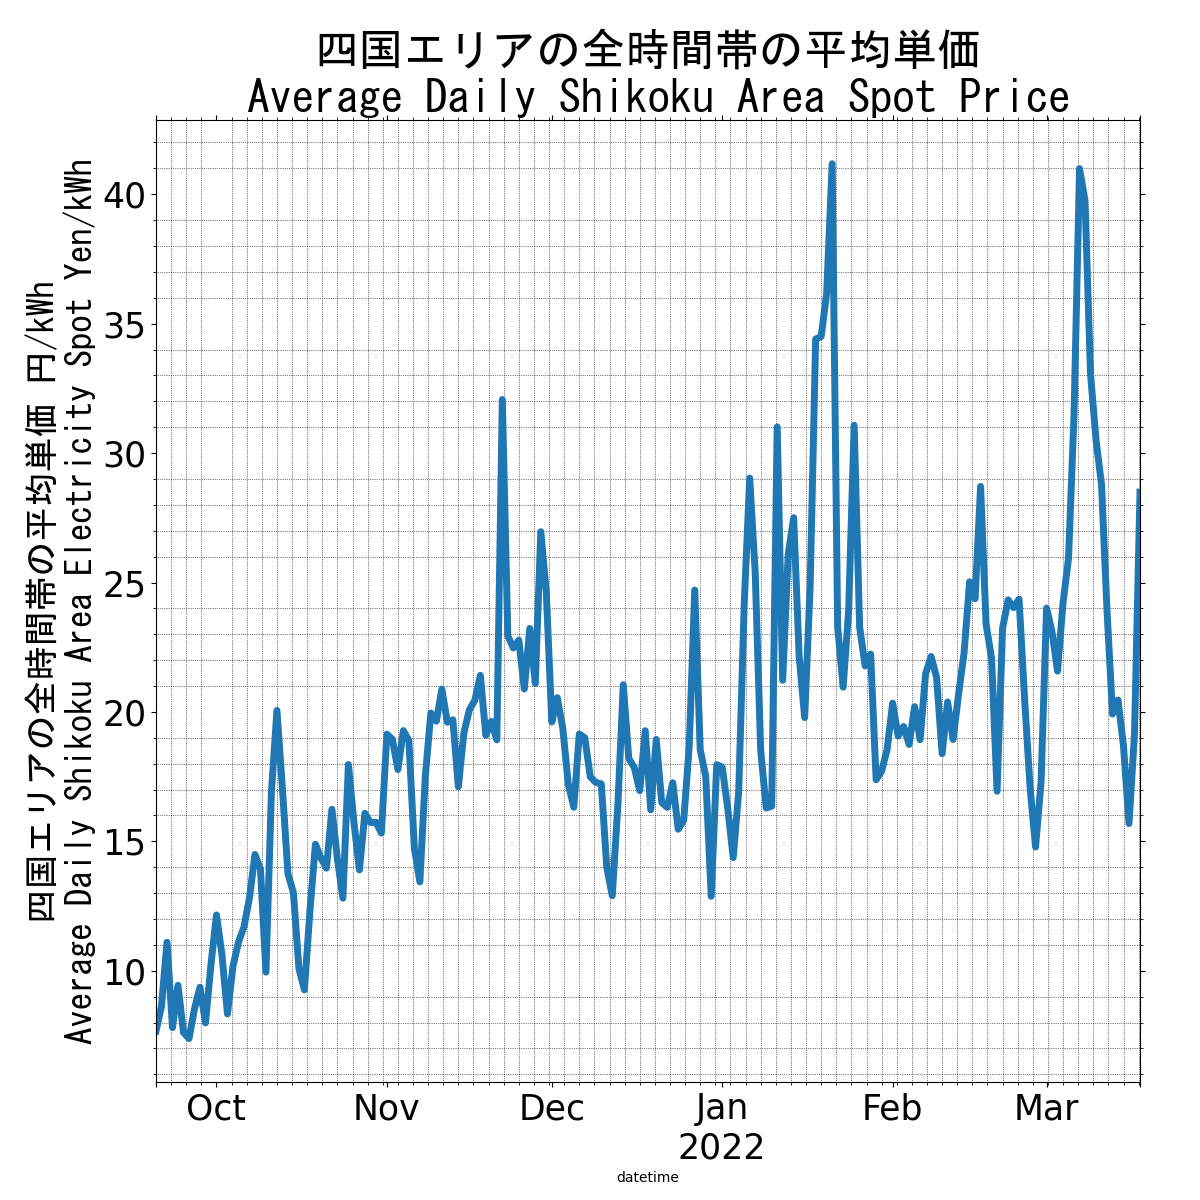 四国エリアの全時間帯の平均単価
Average Daily Shikoku Area Spot Price
四国エリアの全時間帯の平均単価 円/kWh
Average Daily Shikoku Area Electricity Spot Yen/kWh
40
35
30
25
20
15
10
Oct Nov Dec Jan Feb Mar
2022
datetime